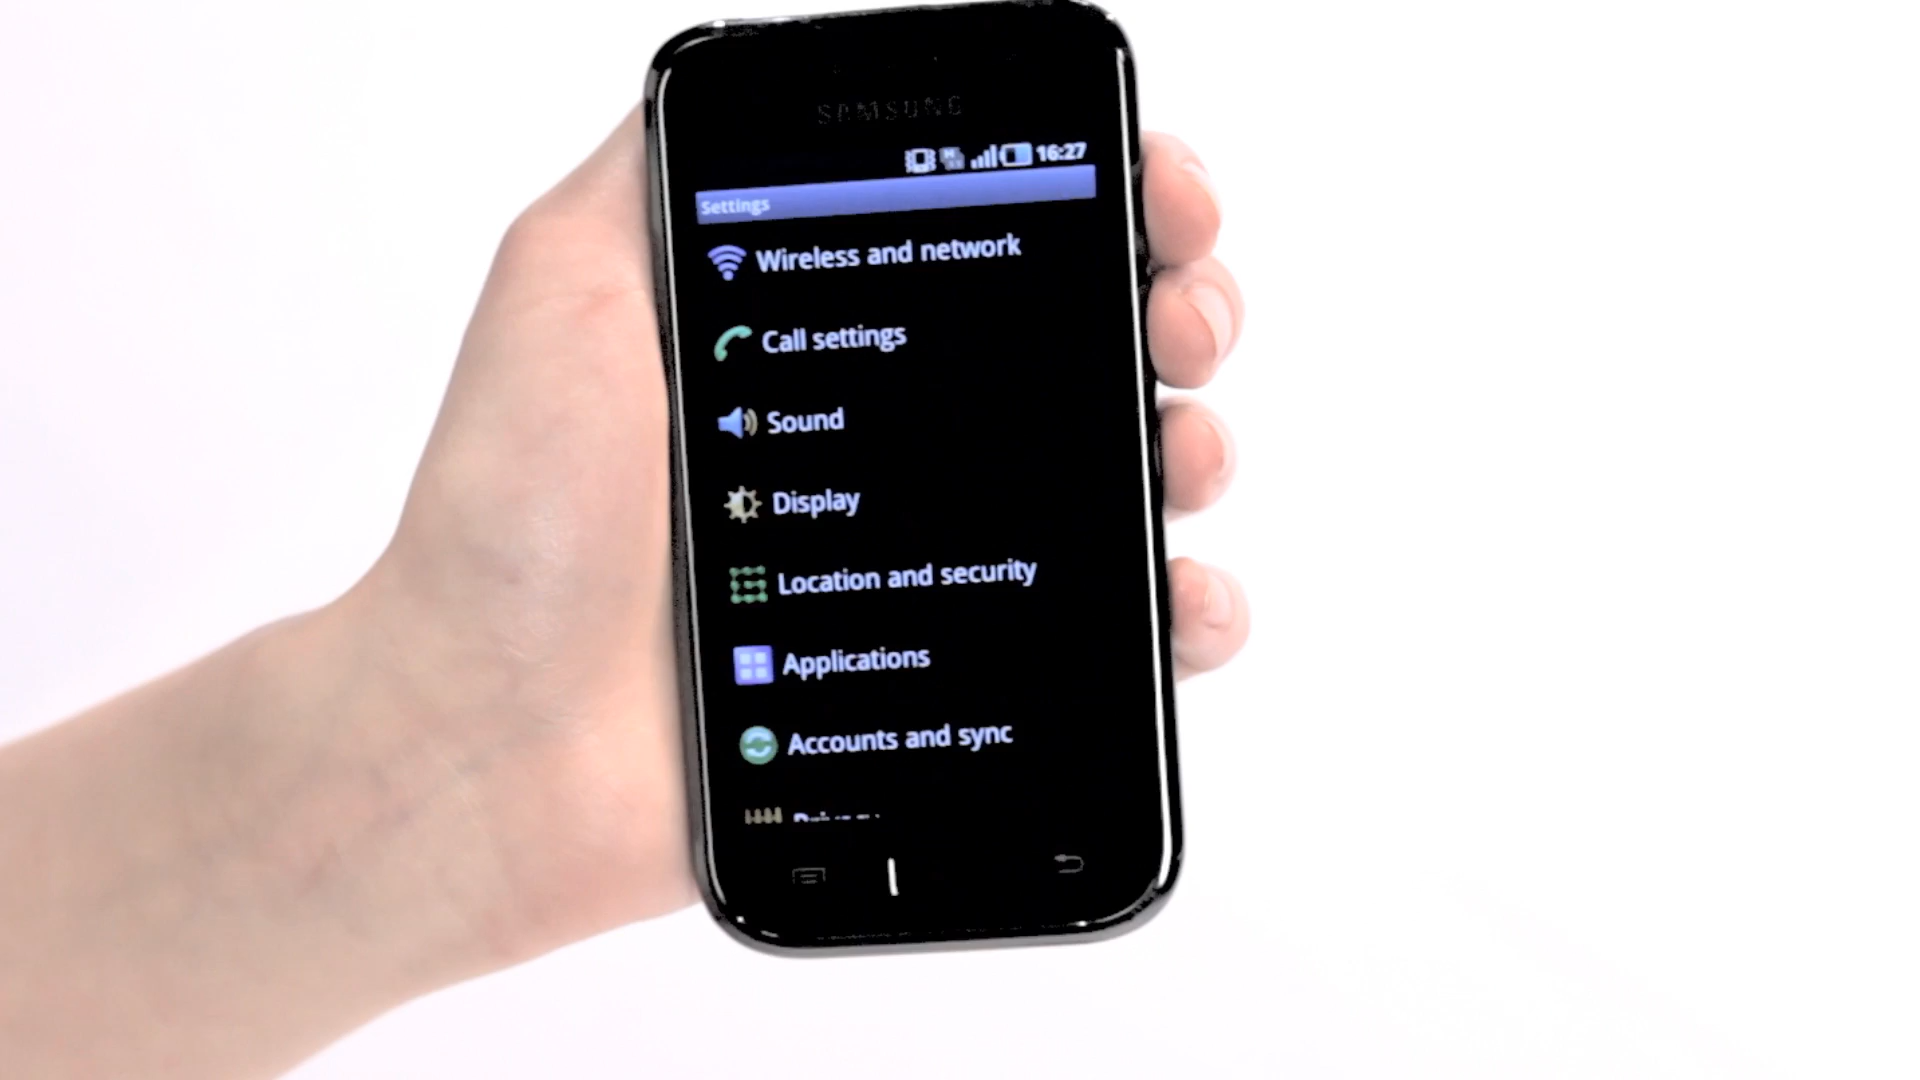 SAMSUNG
16:27
Settings
Wireless and network
Call settings
Sound
Display
Location and security
Applications
Accounts and sync